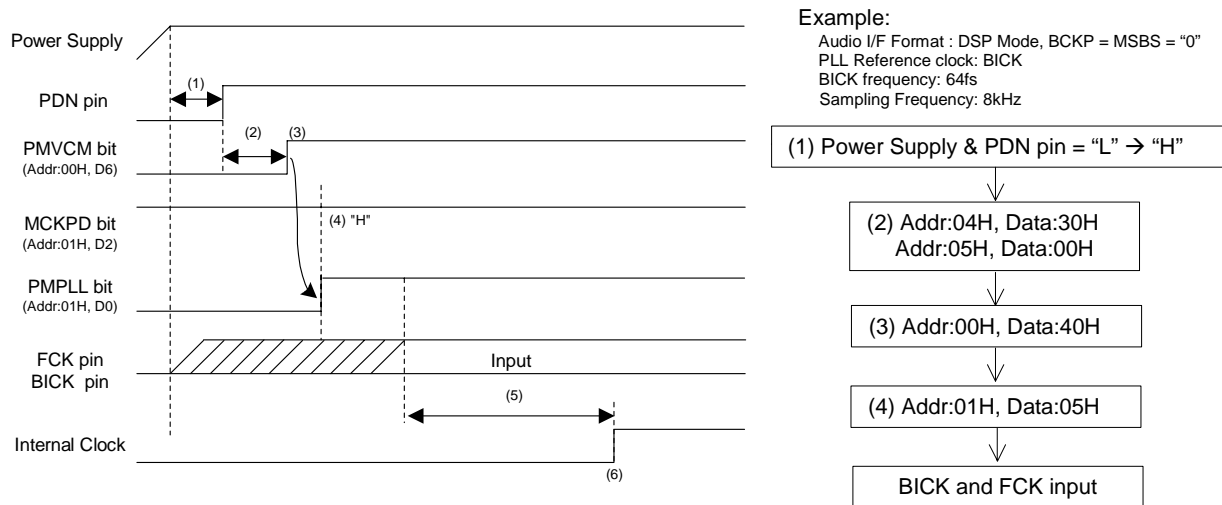 Power Supply
(1)
PDN pin
(2)
(3)
PMVCM bit
(Addr:00H, D6)
(4) "H"
MCKPD bit
(Addr:01H, D2)
PMPLL bit
(Addr:01H, D0)
FCK pin
BICK pin
Input
(5)
Internal Clock
(6)
Example:
Audio I/F Format : DSP Mode, BCKP = MSBS = “0”
PLL Reference clock: BICK
BICK frequency: 64fs
Sampling Frequency: 8kHz
(1) Power Supply & PDN pin = “L” → “H”
(2) Addr:04H, Data:30H
Addr:05H, Data:00H
(3) Addr:00H, Data:40H
(4) Addr:01H, Data:05H
BICK and FCK input